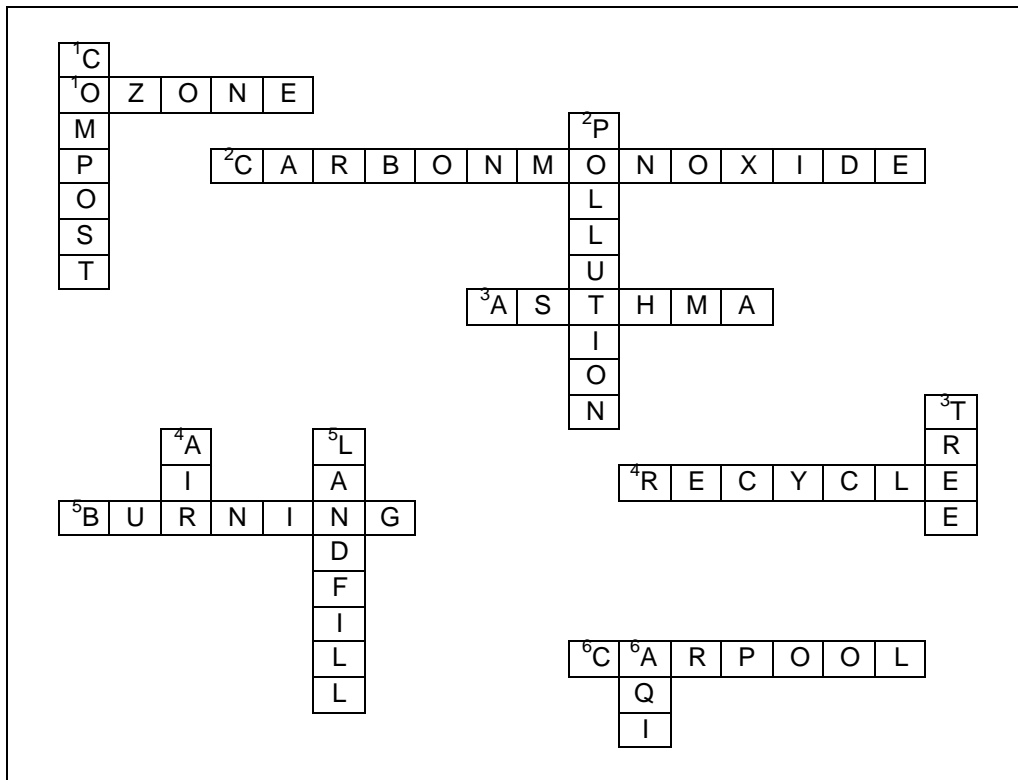 1C
1O Z O N E
M 2P
P 2C A R B O N M O N O X I D E
O L
S L
T U
3A S T H M A
I
O
N 3T
4A 5L R
I A 4R E C Y C L E
5B U R N I N G E
D
F
I
L 6C 6A R P O O L
L Q
I